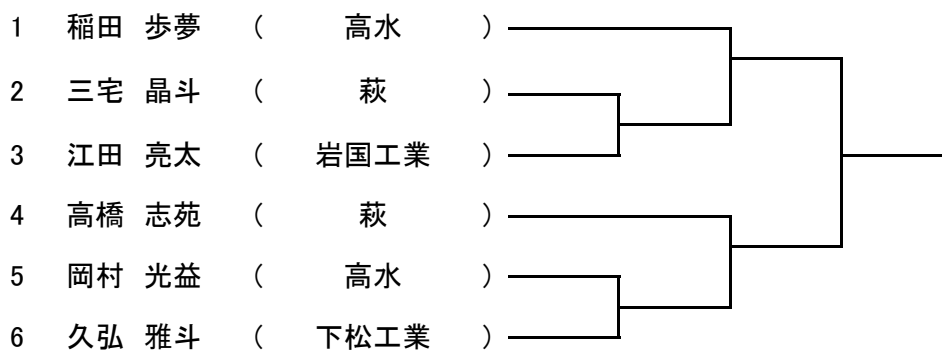 1 稲田 歩夢 ( 高水 )
2 三宅 晶斗 ( 萩 )
3 江田 亮太 ( 岩国工業 )
4 高橋 志苑 ( 萩 )
5 岡村 光益 ( 高水 )
6 久弘 雅斗 ( 下松工業 )